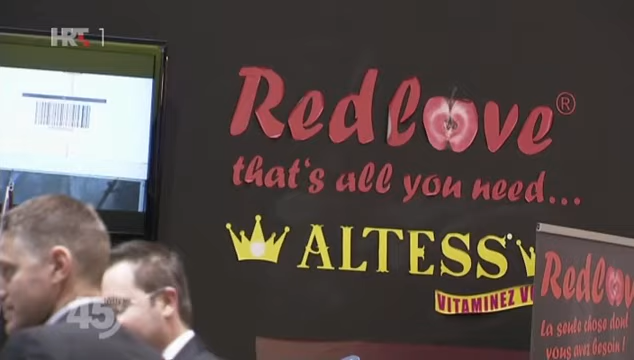 HRT 1
Redlove®
that's all you need...
ALTESS
VITAMINEZ V
45
Redlove
La seule chose dont
vous avez besoin!